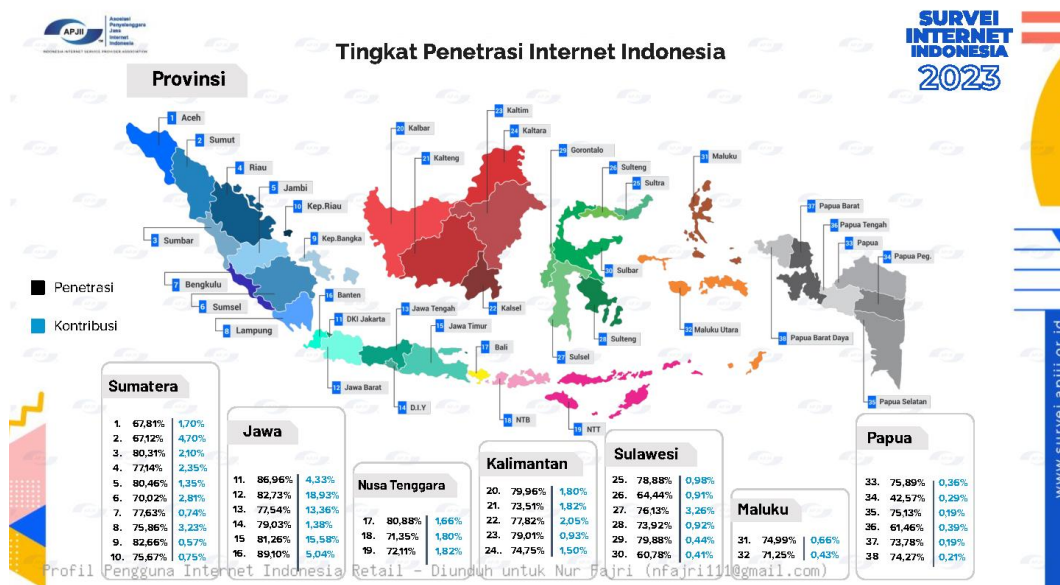 APJII
Asosiasi
Penyelenggara
Jasa
Internet
Indonesia
INDONESIA INTERNET SERVICE PROVIDER ASSOCIATION
Tingkat Penetrasi Internet Indonesia
SURVEI
INTERNET
INDONESIA
2023
Provinsi
1 Aceh
2 Sumut
4 Riau
5 Jambi
10 Kep.Riau
3 Sumbar
9 Kep.Bangka
7 Bengkulu
6 Sumsel
8 Lampung
16 Banten
11 DKI Jakarta
13 Jawa Tengah
15 Jawa Timur
17 Bali
12 Jawa Barat
14 D.I.Y
18 NTB
19 NTT
20 Kalbar
21 Kalteng
23 Kaltim
24 Kaltara
22 Kalsel
29 Gorontalo
26 Sulteng
25 Sultra
30 Sulbar
28 Sulteng
27 Sulsel
31 Maluku
32 Maluku Utara
37 Papua Barat
36 Papua Tengah
33 Papua
34 Papua Peg.
38 Papua Barat Daya
35 Papua Selatan
Penetrasi
Kontribusi
Sumatera
1. 67,81% 1,70%
2. 67,12% 4,70%
3. 80,31% 2,10%
4. 77,14% 2,35%
5. 80,46% 1,35%
6. 70,02% 2,81%
7. 77,63% 0,74%
8. 75,86% 3,23%
9. 82,66% 0,57%
10. 75,67% 0,75%
Jawa
11. 86,96% 4,33%
12. 82,73% 18,93%
13. 77,54% 13,36%
14. 79,03% 1,38%
15 81,26% 15,58%
16. 89,10% 5,04%
Nusa Tenggara
17. 80,88% 1,66%
18. 71,35% 1,80%
19. 72,11% 1,82%
Kalimantan
20. 79,96% 1,80%
21. 73,51% 1,82%
22. 77,82% 2,05%
23. 79,01% 0,93%
24.. 74,75% 1,50%
Sulawesi
25. 78,88% 0,98%
26. 64,44% 0,91%
27. 76,13% 3,26%
28. 73,92% 0,92%
29. 79,88% 0,44%
30. 60,78% 0,41%
Maluku
31. 74,99% 0,66%
32 71,25% 0,43%
Papua
33. 75,89% 0,36%
34. 42,57% 0,29%
35. 75,13% 0,19%
36. 61,46% 0,39%
37. 73,78% 0,19%
38 74,27% 0,21%
www.survei.apjii.or.id
Profil Pengguna Internet Indonesia Retail - Diunduh untuk Nur Fajri (nfajri111@gmail.com)